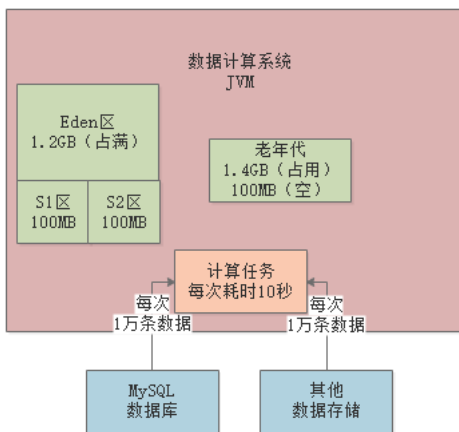 数据计算系统
JVM
Eden区
1.2GB（占满）
S1区
100MB
S2区
100MB
老年代
1.4GB（占用）
100MB（空）
计算任务
每次耗时10秒
每次
1万条数据
每次
1万条数据
MySQL
数据库
其他
数据存储